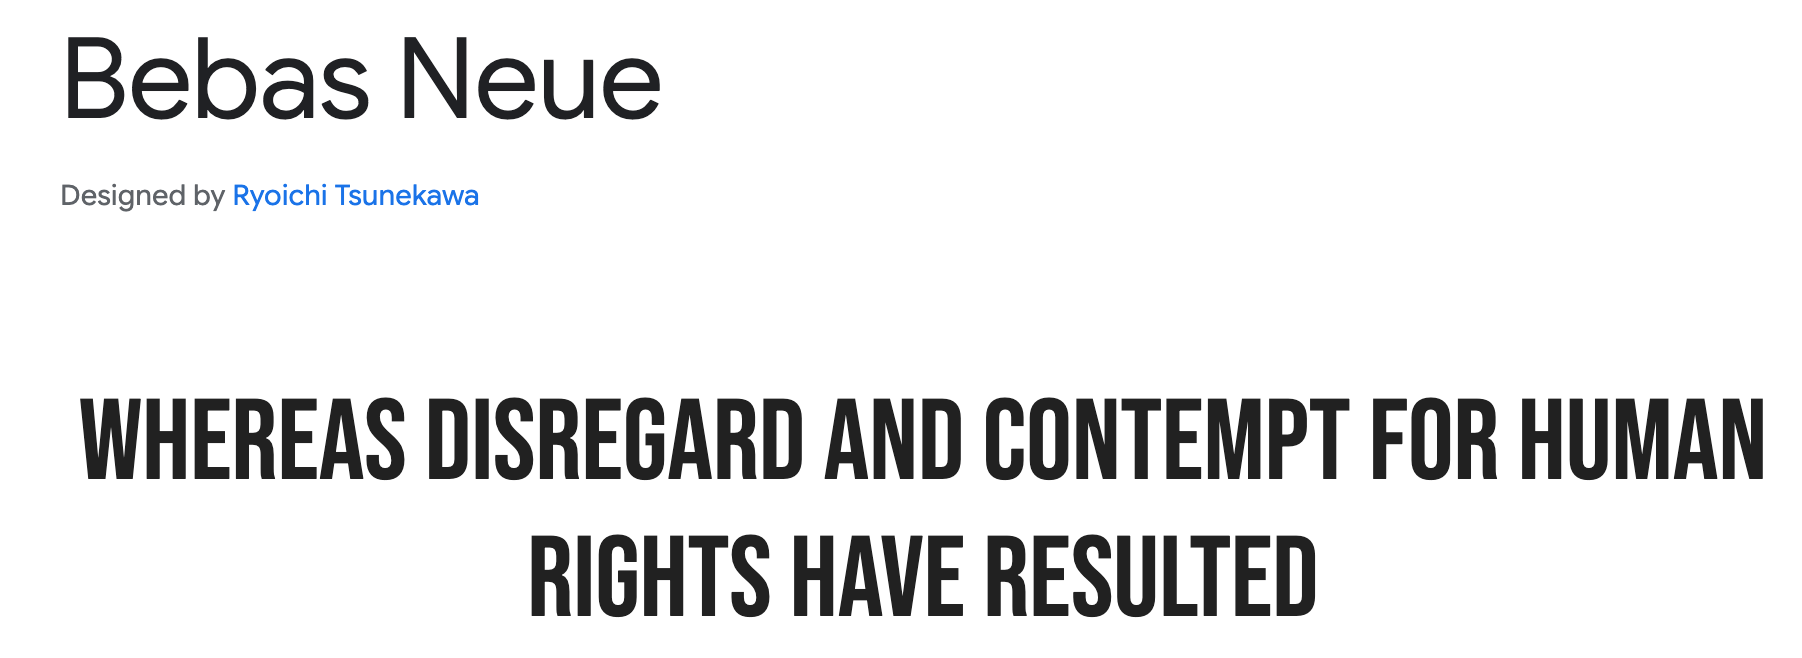 Bebas Neue
Designed by Ryoichi Tsunekawa
WHEREAS DISREGARD AND CONTEMPT FOR HUMAN
RIGHTS HAVE RESULTED